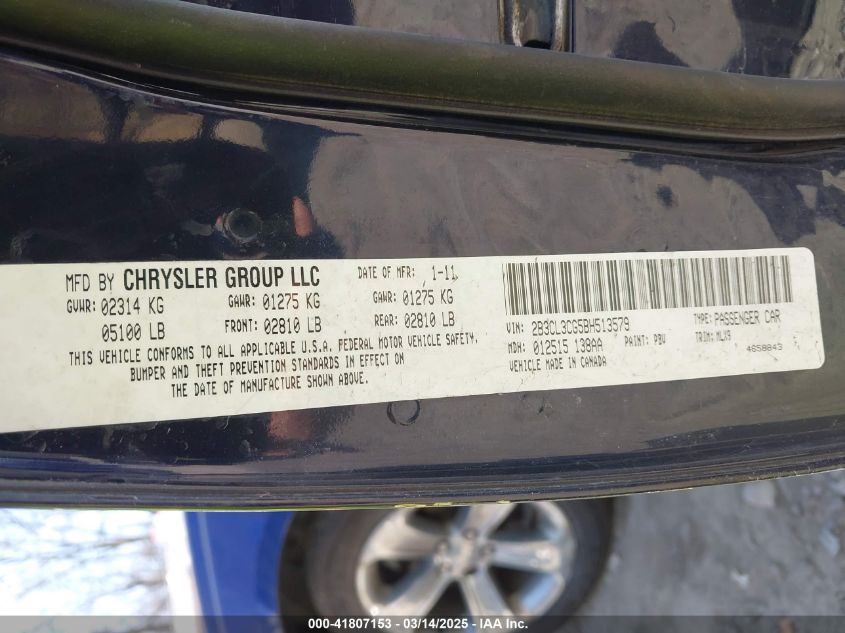 MFD BY CHRYSLER GROUP LLC DATE OF MFR: 1-11
GVWR: 02314 KG GAWR: 01275 KG GAWR: 01275 KG
05100 LB FRONT: 02810 LB REAR: 02810 LB
THIS VEHICLE CONFORMS TO ALL APPLICABLE U.S.A. FEDERAL MOTOR VEHICLE SAFETY,
BUMPER AND THEFT PREVENTION STANDARDS IN EFFECT ON
THE DATE OF MANUFACTURE SHOWN ABOVE.
VIN: 2B3CL3CG5BH513579 TYPE: PASSENGER CAR
MDH: 012515 138AA PAINT: PBV TRIM: MLX9
VEHICLE MADE IN CANADA 4658843
000-41807153 - 03/14/2025 - IAA Inc.